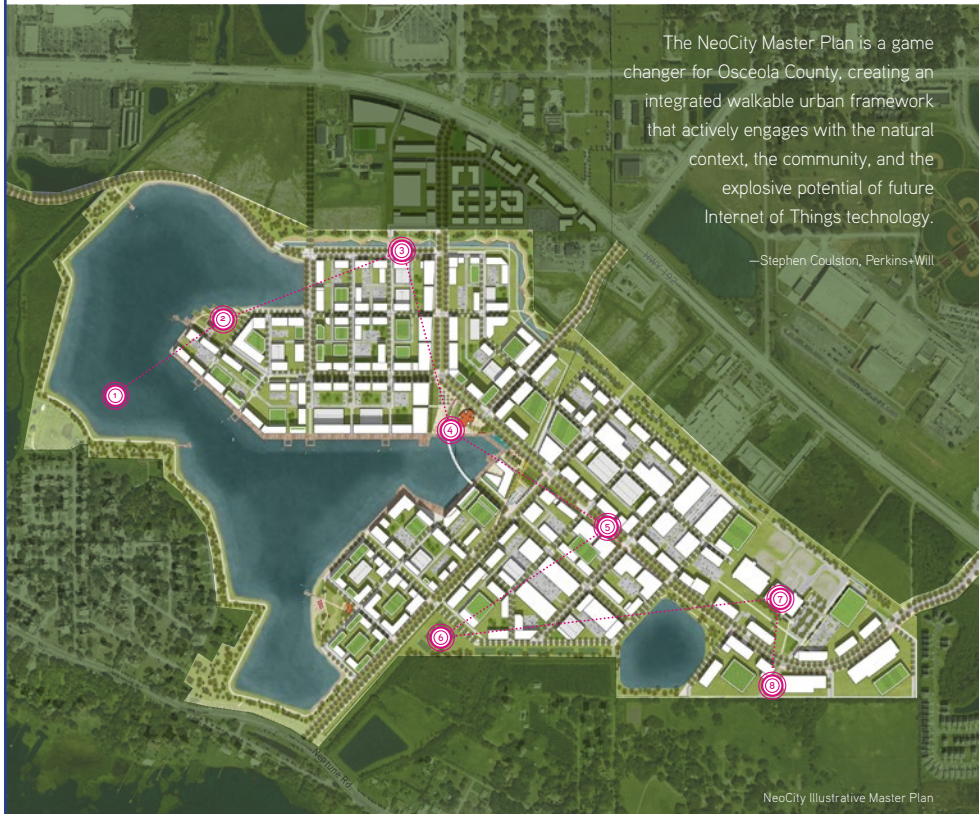 The NeoCity Master Plan is a game
changer for Osceola County, creating an
integrated walkable urban framework
that actively engages with the natural
context, the community, and the
explosive potential of future
Internet of Things technology.
—Stephen Coulston, Perkins+Will
3
2
1
4
5
7
6
8
Neptune Rd.
NeoCity Illustrative Master Plan